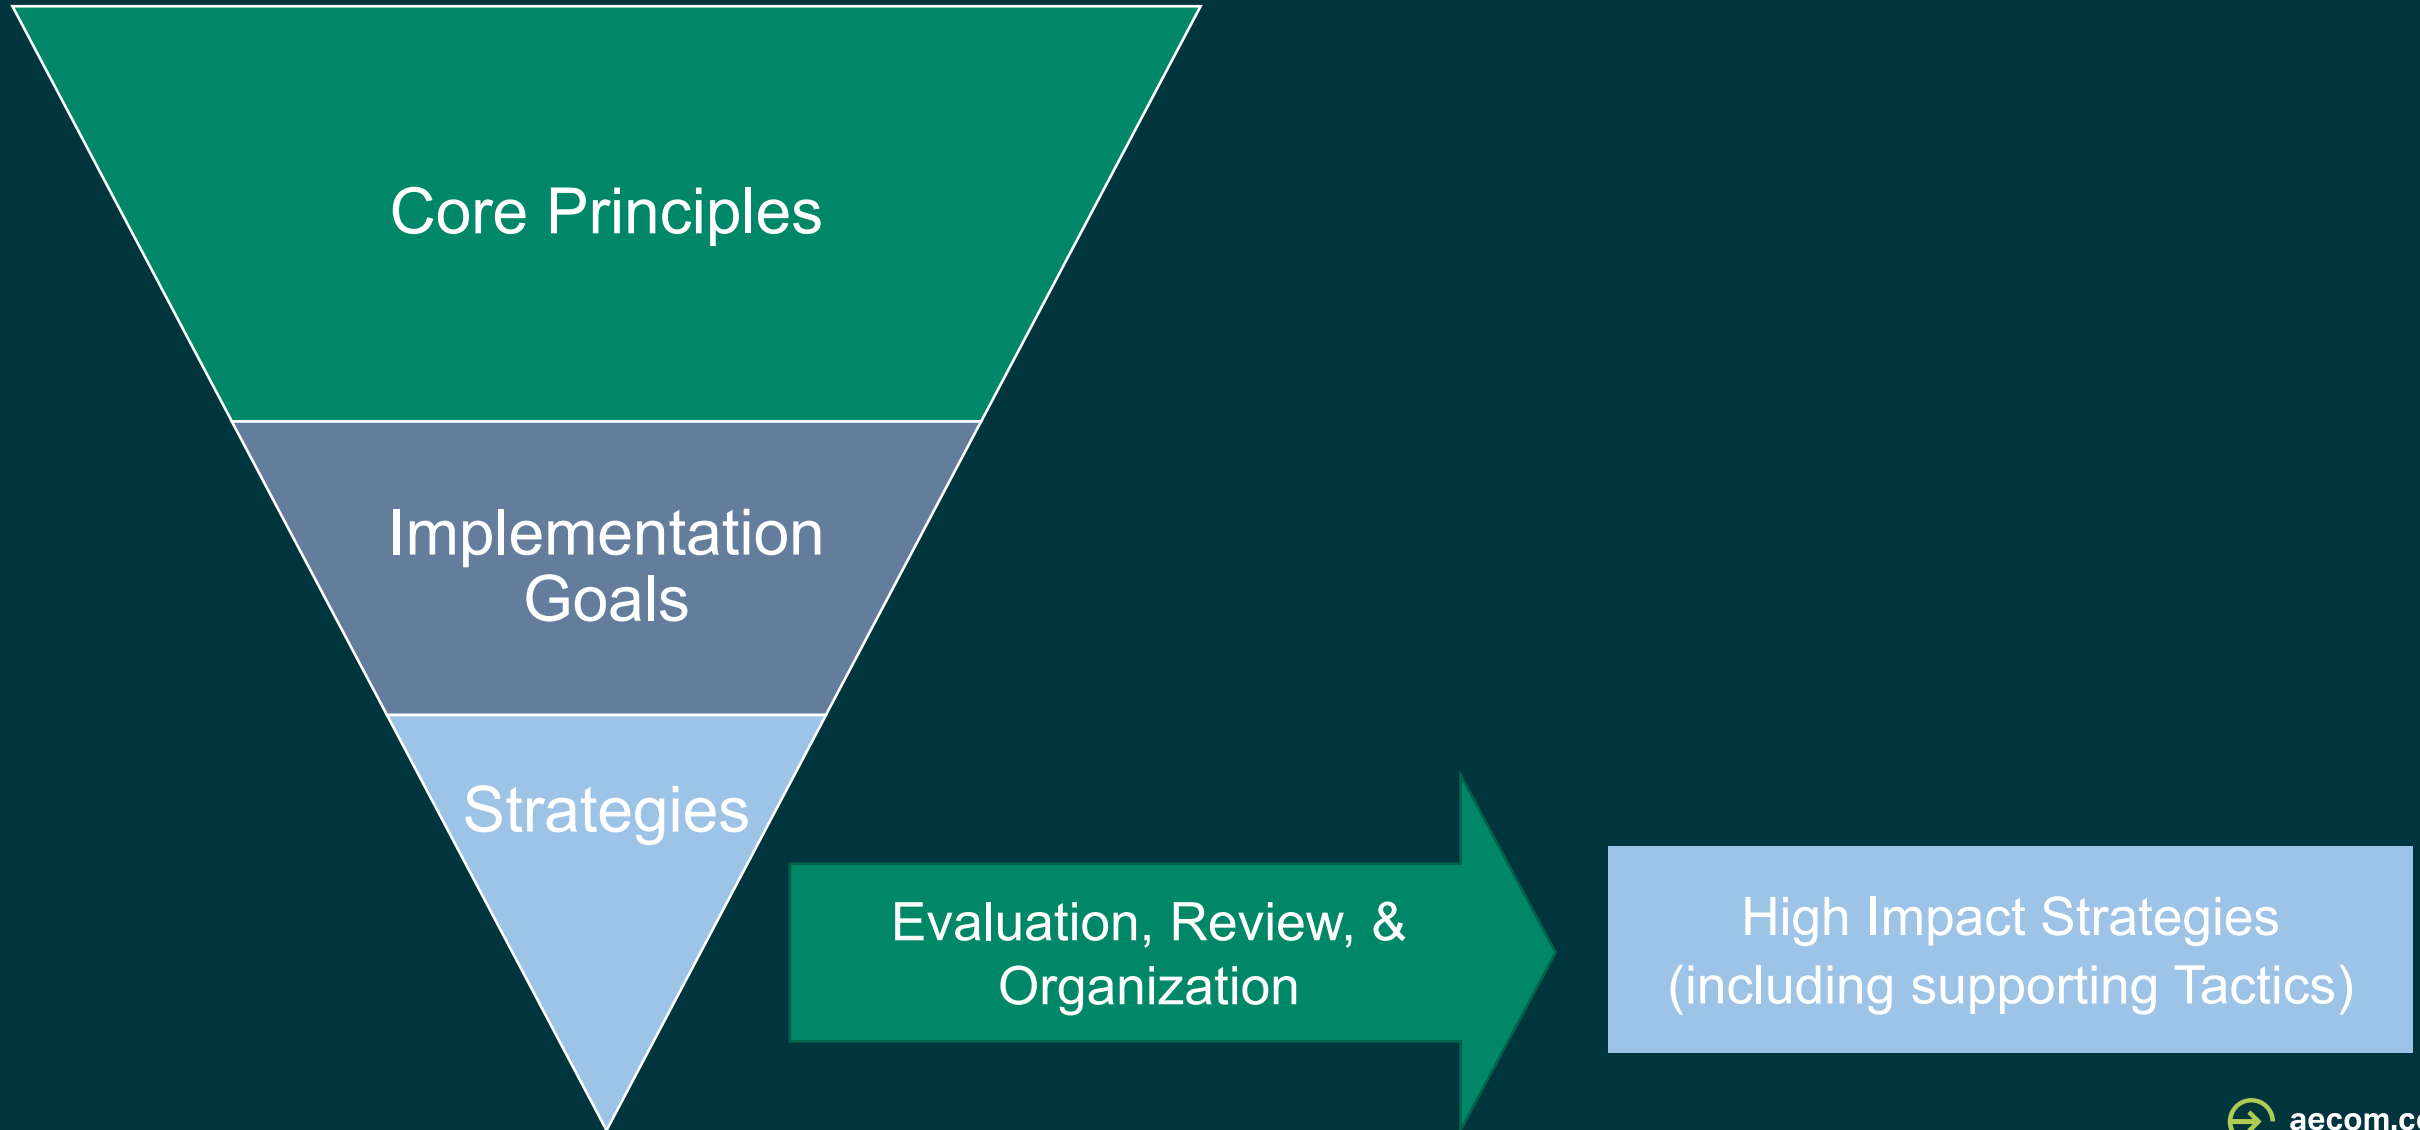 Core Principles
Implementation
Goals
Strategies
Evaluation, Review, &
Organization
High Impact Strategies
(including supporting Tactics)